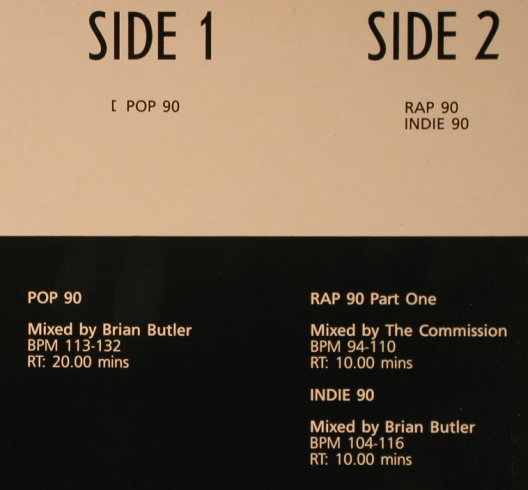 SIDE 1
[ POP 90
SIDE 2
RAP 90
INDIE 90
POP 90
Mixed by Brian Butler
BPM 113-132
RT: 20.00 mins
RAP 90 Part One
Mixed by The Commission
BPM 94-110
RT: 10.00 mins
INDIE 90
Mixed by Brian Butler
BPM 104-116
RT: 10.00 mins